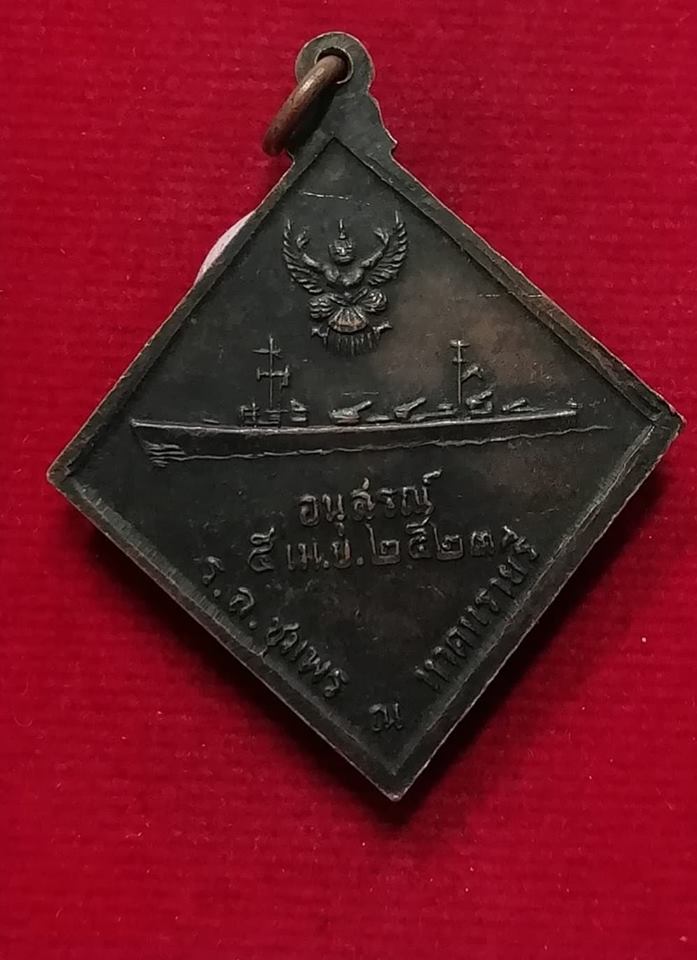 อนุสรณ์
๕ เม.ย. ๒๕๒๓
ร.ล.ชุมพร ณ หาดทรายรี